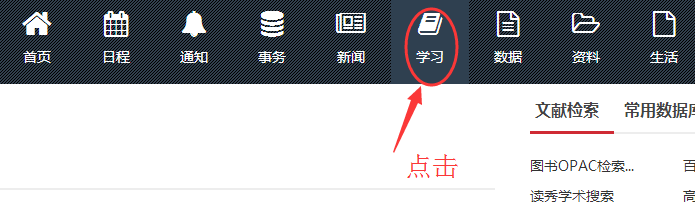 首页 日程 通知 事务 新闻 学习 数据 资料 生活
文献检索 常用数据库
点击
图书OPAC检索...
读秀学术搜索